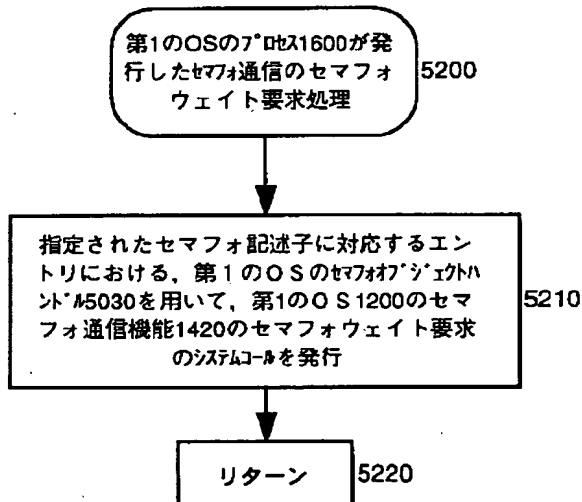 第1のOSのﾌﾟﾛｾｽ1600が発
行したｾﾏﾌｫ通信のセマフォ
ウェイト要求処理
5200
指定されたセマフォ記述子に対応するエン
トリにおける，第１のＯＳのｾﾏﾌｫｵﾌﾞｼﾞｪｸﾄﾊ
ﾝﾄﾞﾙ5030を用いて，第1のＯＳ1200のセマ
フォ通信機能1420のセマフォウェイト要求
のｼｽﾃﾑｺｰﾙを発行
5210
リターン
5220